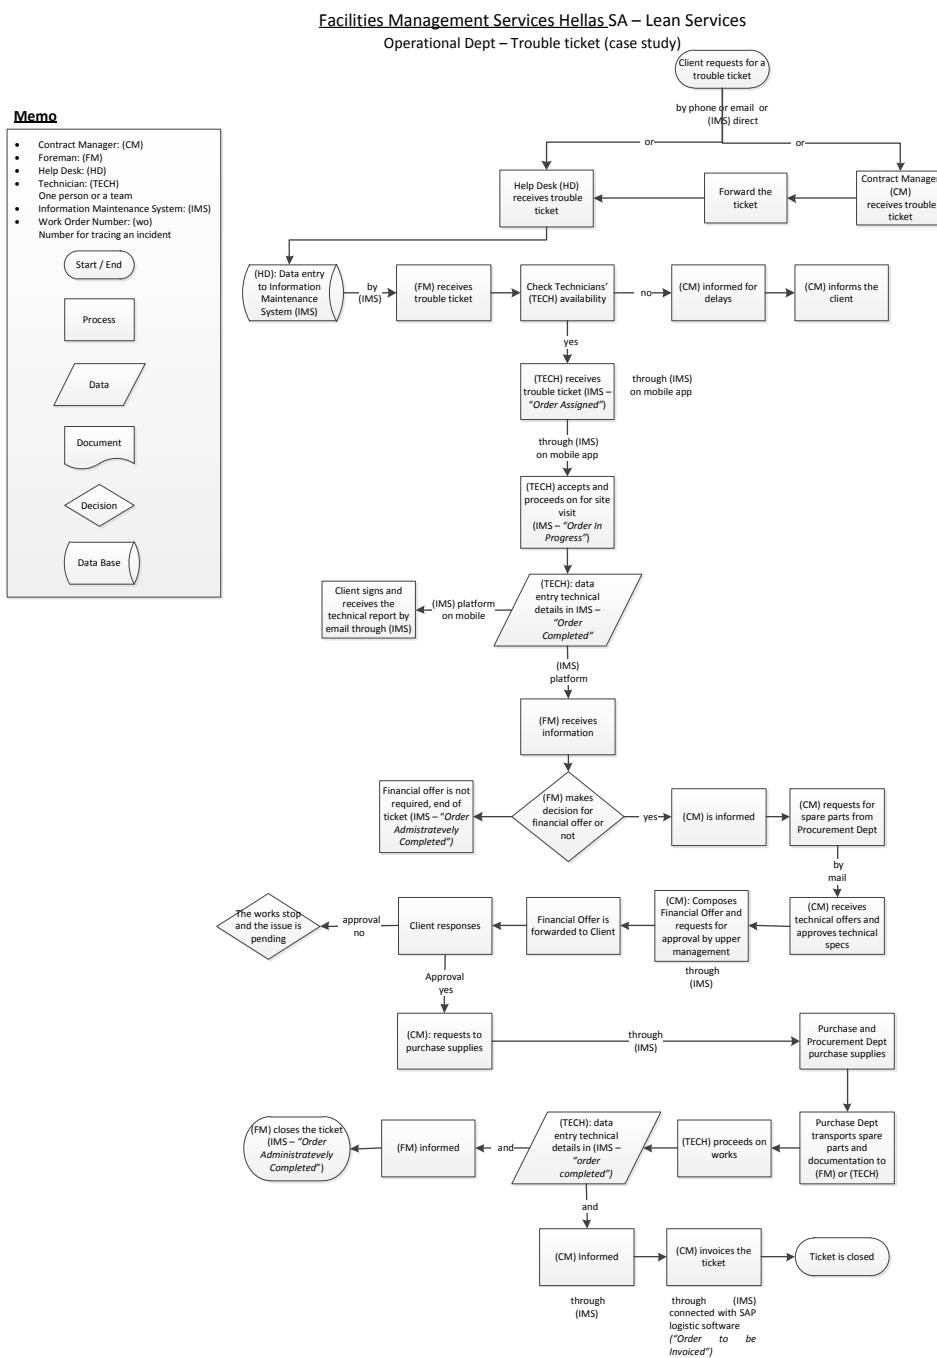 Facilities Management Services Hellas SA – Lean Services
Operational Dept – Trouble ticket (case study)
Client requests for a
trouble ticket
by phone or email or
(IMS) direct
Memo
• Contract Manager: (CM)
• Foreman: (FM)
• Help Desk: (HD)
• Technician: (TECH)
One person or a team
• Information Maintenance System: (IMS)
• Work Order Number: (wo)
Number for tracing an incident
Start / End
Process
Data
Document
Decision
Data Base
or
or
Help Desk (HD)
receives trouble
ticket
Forward the
ticket
Contract Manager
(CM)
receives trouble
ticket
(HD): Data entry
to Information
Maintenance
System (IMS)
by
(IMS)
(FM) receives
trouble ticket
Check Technicians’
(TECH) availability
no
(CM) informed for
delays
(CM) informs the
client
yes
(TECH) receives
trouble ticket (IMS –
“Order Assigned”)
through (IMS)
on mobile app
through (IMS)
on mobile app
(TECH) accepts and
proceeds on for site
visit
(IMS – “Order In
Progress”)
Client signs and
receives the
technical report by
email through (IMS)
(IMS) platform
on mobile
(TECH): data
entry technical
details in IMS –
“Order
Completed”
(IMS)
platform
(FM) receives
information
Financial offer is not
required, end of
ticket (IMS – “Order
Admistratevely
Completed”)
(FM) makes
decision for
financial offer or
not
yes
(CM) is informed
(CM) requests for
spare parts from
Procurement Dept
by
mail
The works stop
and the issue is
pending
approval
no
Client responses
Financial Offer is
forwarded to Client
(CM): Composes
Financial Offer and
requests for
approval by upper
management
(CM) receives
technical offers and
approves technical
specs
through
(IMS)
Approval
yes
(CM): requests to
purchase supplies
through
(IMS)
Purchase and
Procurement Dept
purchase supplies
(FM) closes the ticket
(IMS – “Order
Administratevely
Completed”)
(FM) informed
and
(TECH): data
entry technical
details in (IMS –
“order
completed”)
(TECH) proceeds on
works
Purchase Dept
transports spare
parts and
documentation to
(FM) or (TECH)
and
(CM) Informed
(CM) invoices the
ticket
Ticket is closed
through
(IMS)
through (IMS)
connected with SAP
logistic software
(“Order to be
Invoiced”)